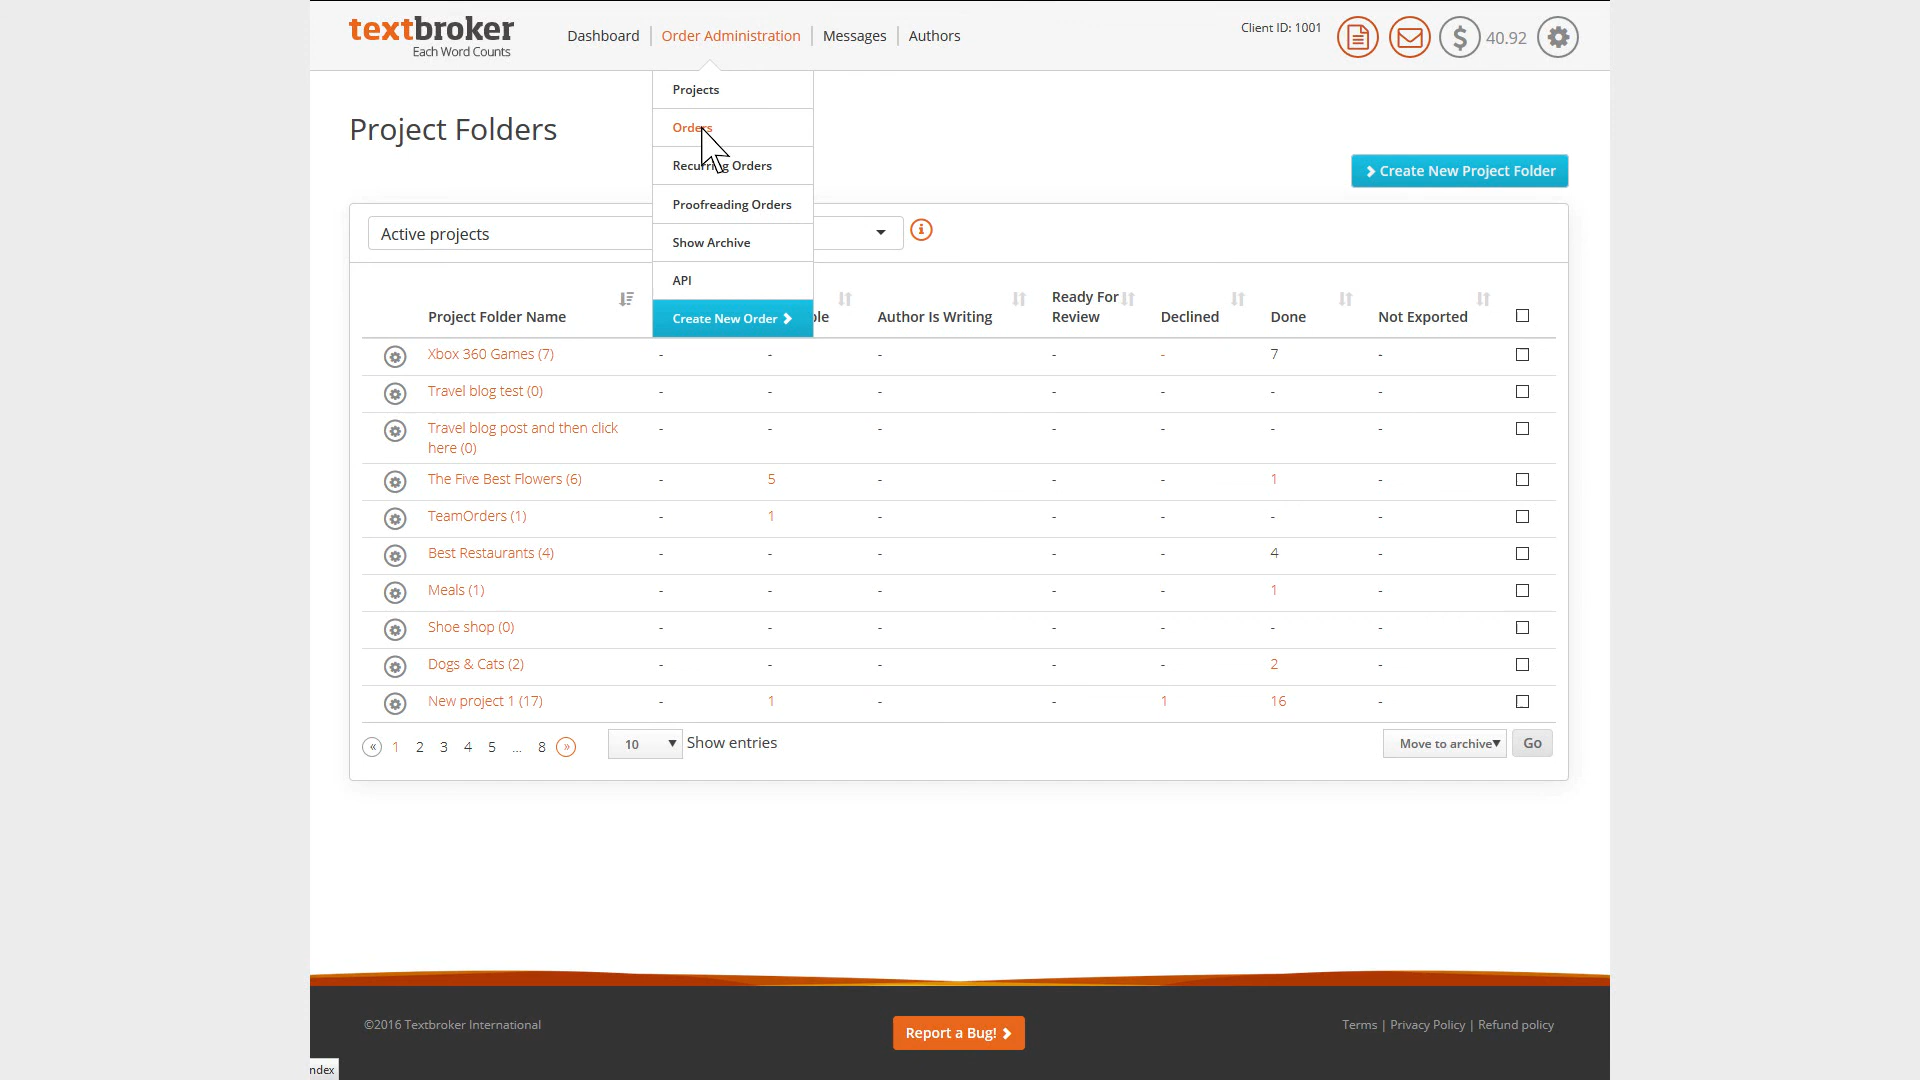 textbroker
Each Word Counts
Dashboard
Order Administration
Messages
Authors
Client ID: 1001
40.92
Projects
Orders
Recurring Orders
Proofreading Orders
Show Archive
API
Create New Order
Project Folders
Create New Project Folder
Active projects
Project Folder Name
ble
Author Is Writing
Ready For
Review
Declined
Done
Not Exported
Xbox 360 Games (7) - - - - - 7 -
Travel blog test (0) - - - - - - -
Travel blog post and then click - - - - - - -
here (0)
The Five Best Flowers (6) - 5 - - - 1 -
TeamOrders (1) - 1 - - - - -
Best Restaurants (4) - - - - - 4 -
Meals (1) - - - - - 1 -
Shoe shop (0) - - - - - - -
Dogs & Cats (2) - - - - - 2 -
New project 1 (17) - 1 - - 1 16 -
« 1 2 3 4 5 ... 8 »
10
Show entries
Move to archive
Go
©2016 Textbroker International
Report a Bug!
Terms | Privacy Policy | Refund policy
ndex